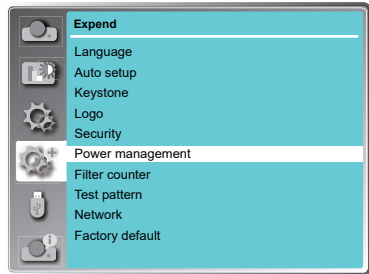 Expend
Language
Auto setup
Keystone
Logo
Security
Power management
Filter counter
Test pattern
Network
Factory default